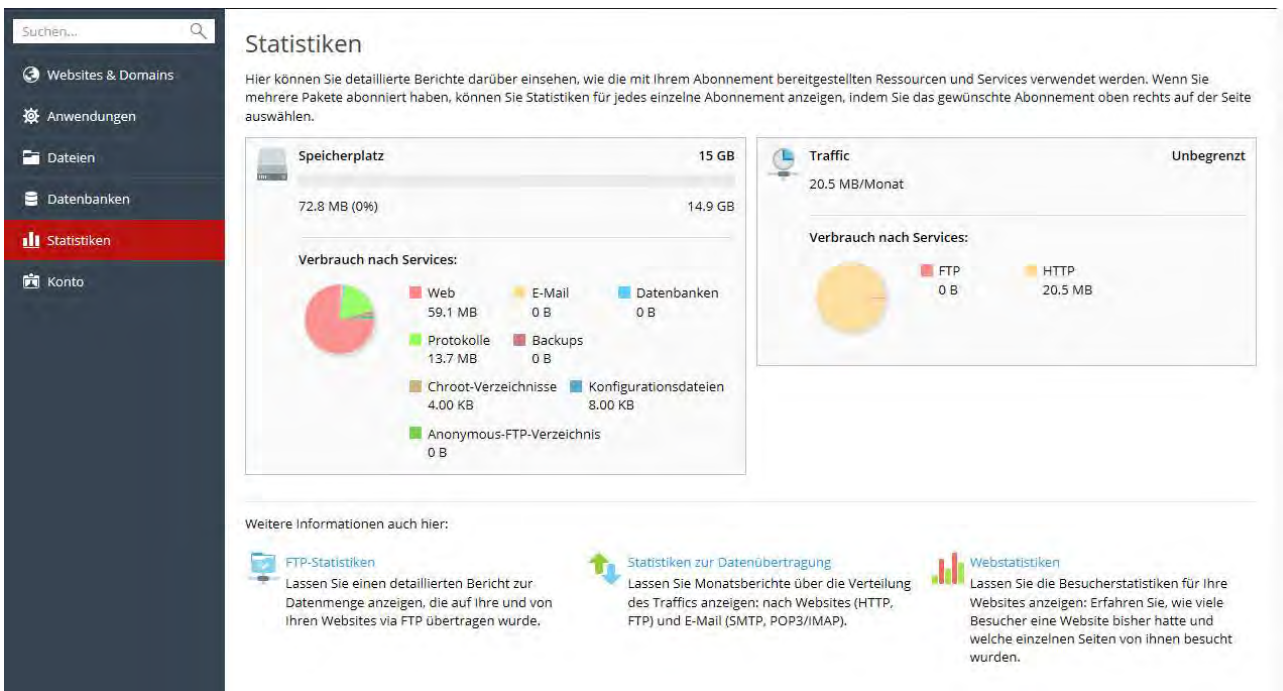 Suchen...
Websites & Domains
Anwendungen
Dateien
Datenbanken
Statistiken
Konto
Statistiken
Hier können Sie detaillierte Berichte darüber einsehen, wie die mit Ihrem Abonnement bereitgestellten Ressourcen und Services verwendet werden. Wenn Sie
mehrere Pakete abonniert haben, können Sie Statistiken für jedes einzelne Abonnement anzeigen, indem Sie das gewünschte Abonnement oben rechts auf der Seite
auswählen.
Speicherplatz 15 GB
72.8 MB (0%) 14.9 GB
Verbrauch nach Services:
Web E-Mail Datenbanken
59.1 MB 0 B 0 B
Protokolle Backups
13.7 MB 0 B
Chroot-Verzeichnisse Konfigurationsdateien
4.00 KB 8.00 KB
Anonymous-FTP-Verzeichnis
0 B
Traffic Unbegrenzt
20.5 MB/Monat
Verbrauch nach Services:
FTP HTTP
0 B 20.5 MB
Weitere Informationen auch hier:
FTP-Statistiken
Lassen Sie einen detaillierten Bericht zur
Datenmenge anzeigen, die auf Ihre und von
Ihren Websites via FTP übertragen wurde.
Statistiken zur Datenübertragung
Lassen Sie Monatsberichte über die Verteilung
des Traffics anzeigen: nach Websites (HTTP,
FTP) und E-Mail (SMTP, POP3/IMAP).
Webstatistiken
Lassen Sie die Besucherstatistiken für Ihre
Websites anzeigen: Erfahren Sie, wie viele
Besucher eine Website bisher hatte und
welche einzelnen Seiten von ihnen besucht
wurden.